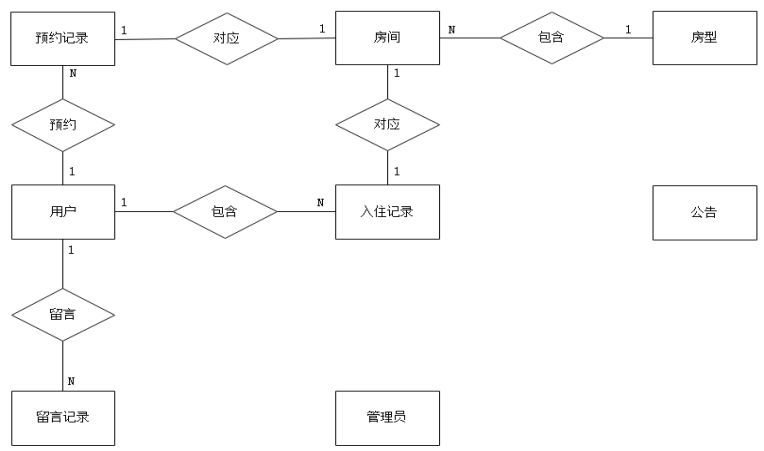 预约记录 1 对应 1 房间 N 包含 1 房型
N 1
预约 对应
1 1
用户 1 包含 N 入住记录 公告
1
留言
N
留言记录 管理员